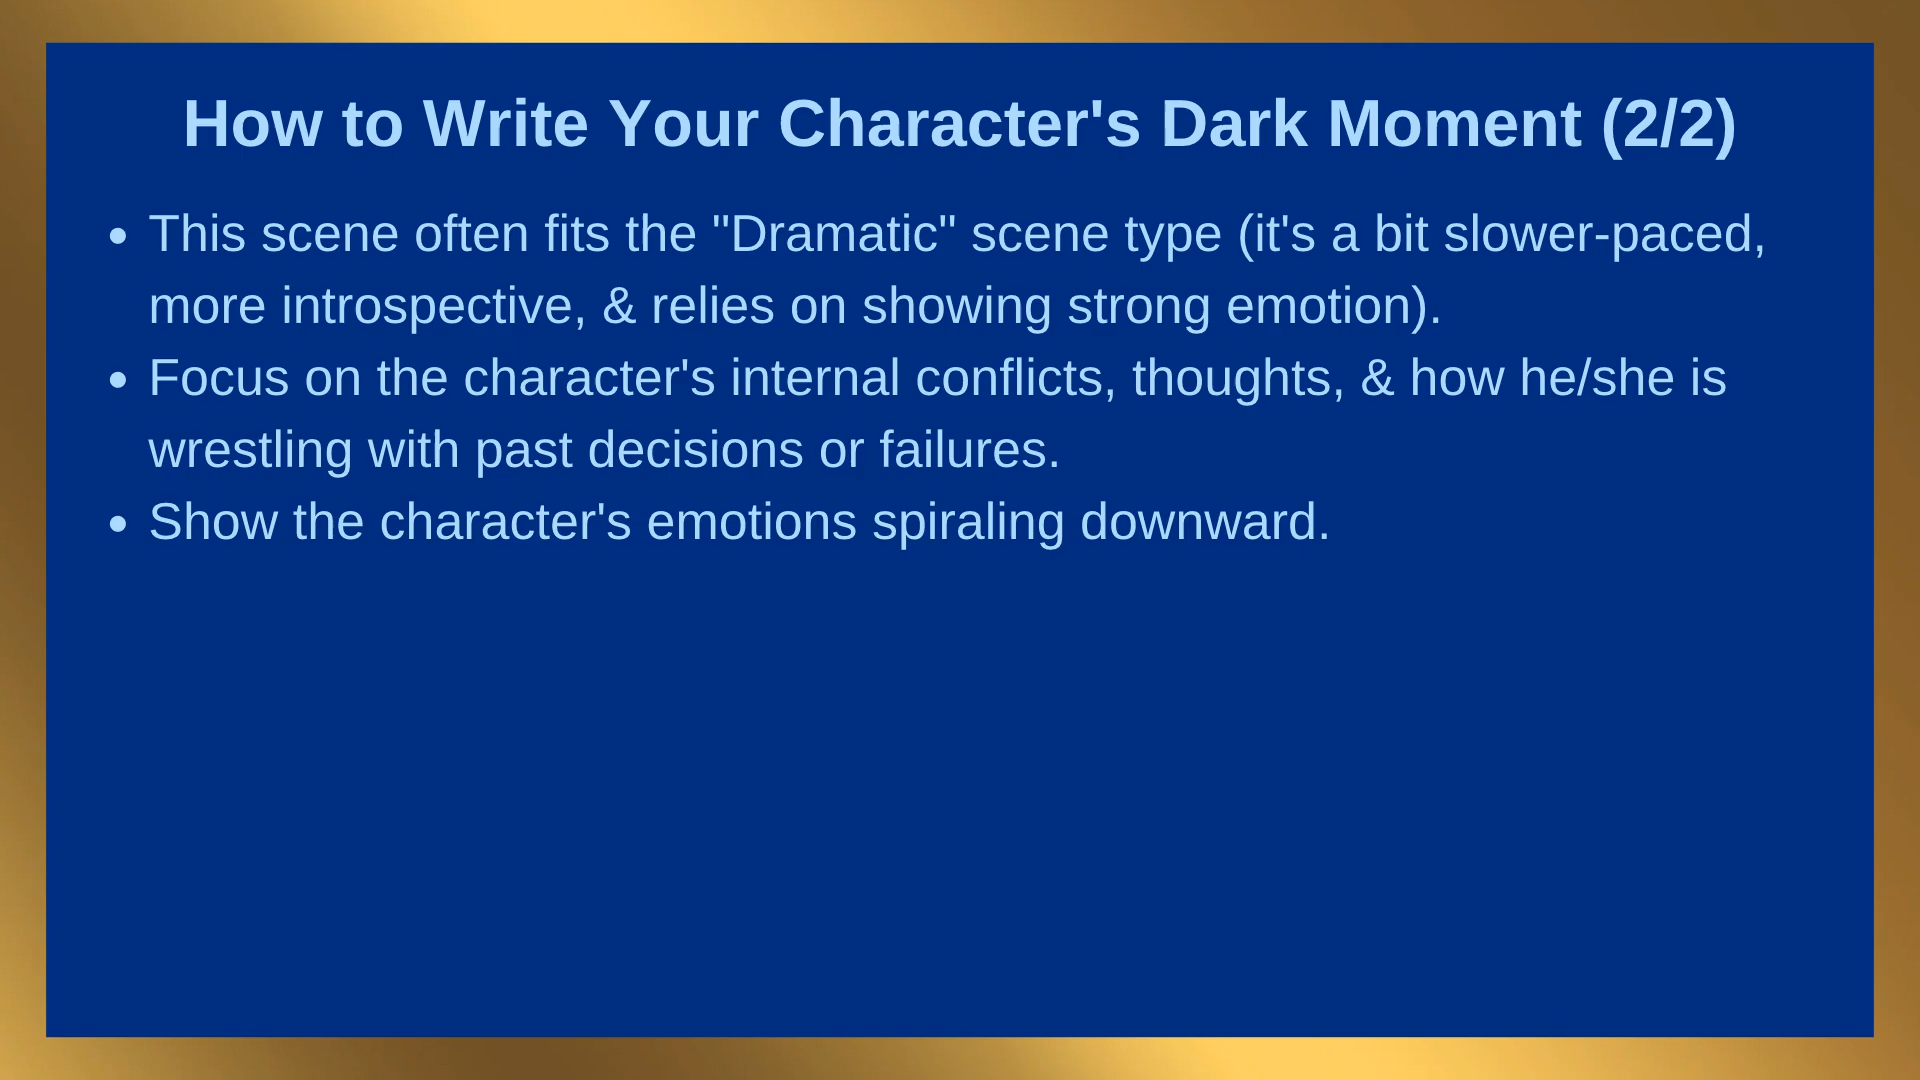 How to Write Your Character's Dark Moment (2/2)
• This scene often fits the "Dramatic" scene type (it's a bit slower-paced,
more introspective, & relies on showing strong emotion).
• Focus on the character's internal conflicts, thoughts, & how he/she is
wrestling with past decisions or failures.
• Show the character's emotions spiraling downward.